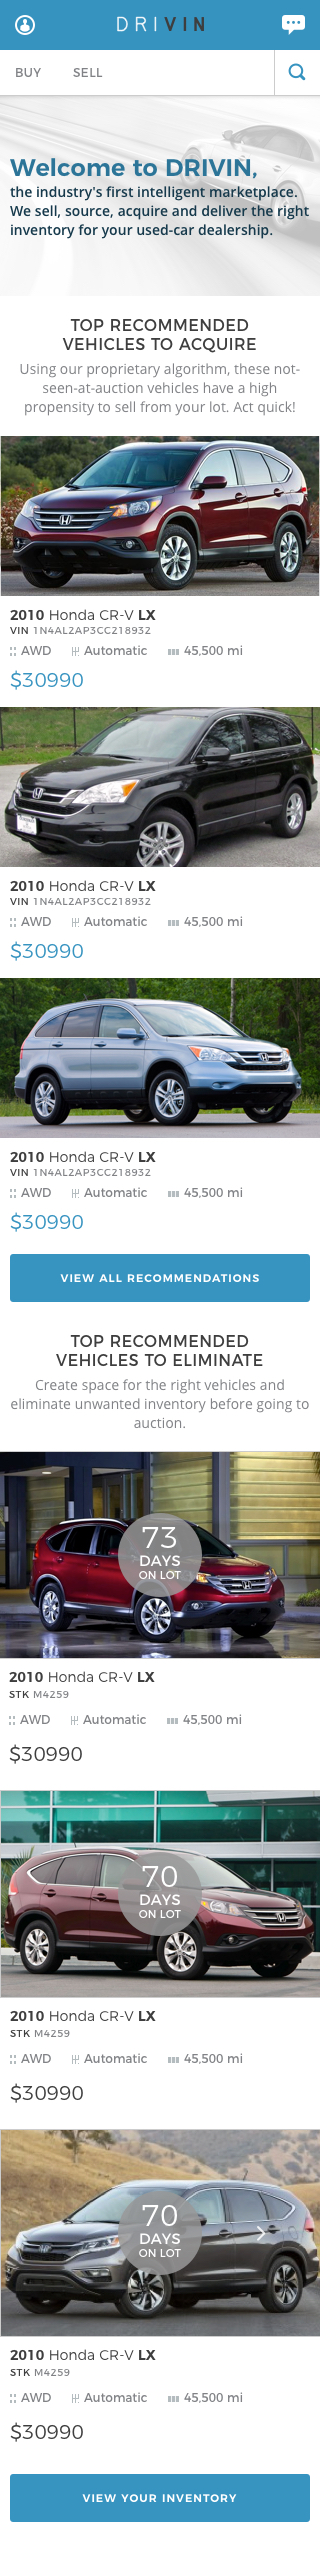 DRIVIN
BUY SELL
Welcome to DRIVIN,
the industry's first intelligent marketplace.
We sell, source, acquire and deliver the right
inventory for your used-car dealership.
TOP RECOMMENDED
VEHICLES TO ACQUIRE
Using our proprietary algorithm, these not-
seen-at-auction vehicles have a high
propensity to sell from your lot. Act quick!
2010 Honda CR-V LX
VIN 1N4AL2AP3CC218932
AWD Automatic 45,500 mi
$30990
2010 Honda CR-V LX
VIN 1N4AL2AP3CC218932
AWD Automatic 45,500 mi
$30990
2010 Honda CR-V LX
VIN 1N4AL2AP3CC218932
AWD Automatic 45,500 mi
$30990
VIEW ALL RECOMMENDATIONS
TOP RECOMMENDED
VEHICLES TO ELIMINATE
Create space for the right vehicles and
eliminate unwanted inventory before going to
auction.
73
DAYS
ON LOT
2010 Honda CR-V LX
STK M4259
AWD Automatic 45,500 mi
$30990
70
DAYS
ON LOT
2010 Honda CR-V LX
STK M4259
AWD Automatic 45,500 mi
$30990
70
DAYS
ON LOT
2010 Honda CR-V LX
STK M4259
AWD Automatic 45,500 mi
$30990
VIEW YOUR INVENTORY